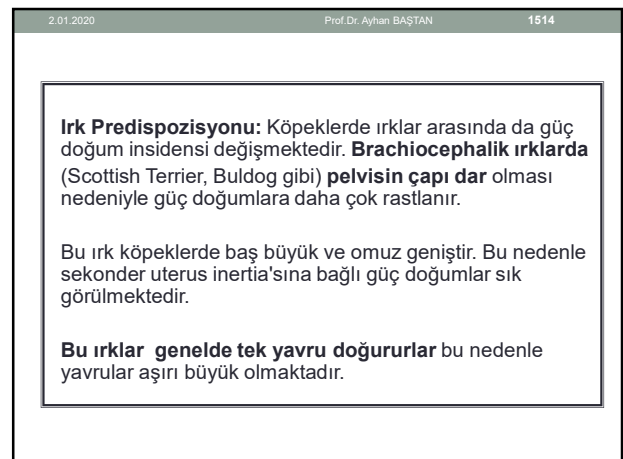 2.01.2020 Prof.Dr. Ayhan BAŞTAN 1514
Irk Predispozisyonu: Köpeklerde ırklar arasında da güç
doğum insidensi değişmektedir. Brachiocephalik ırklarda
(Scottish Terrier, Buldog gibi) pelvisin çapı dar olması
nedeniyle güç doğumlara daha çok rastlanır.
Bu ırk köpeklerde baş büyük ve omuz geniştir. Bu nedenle
sekonder uterus inertia'sına bağlı güç doğumlar sık
görülmektedir.
Bu ırklar genelde tek yavru doğururlar bu nedenle
yavrular aşırı büyük olmaktadır.